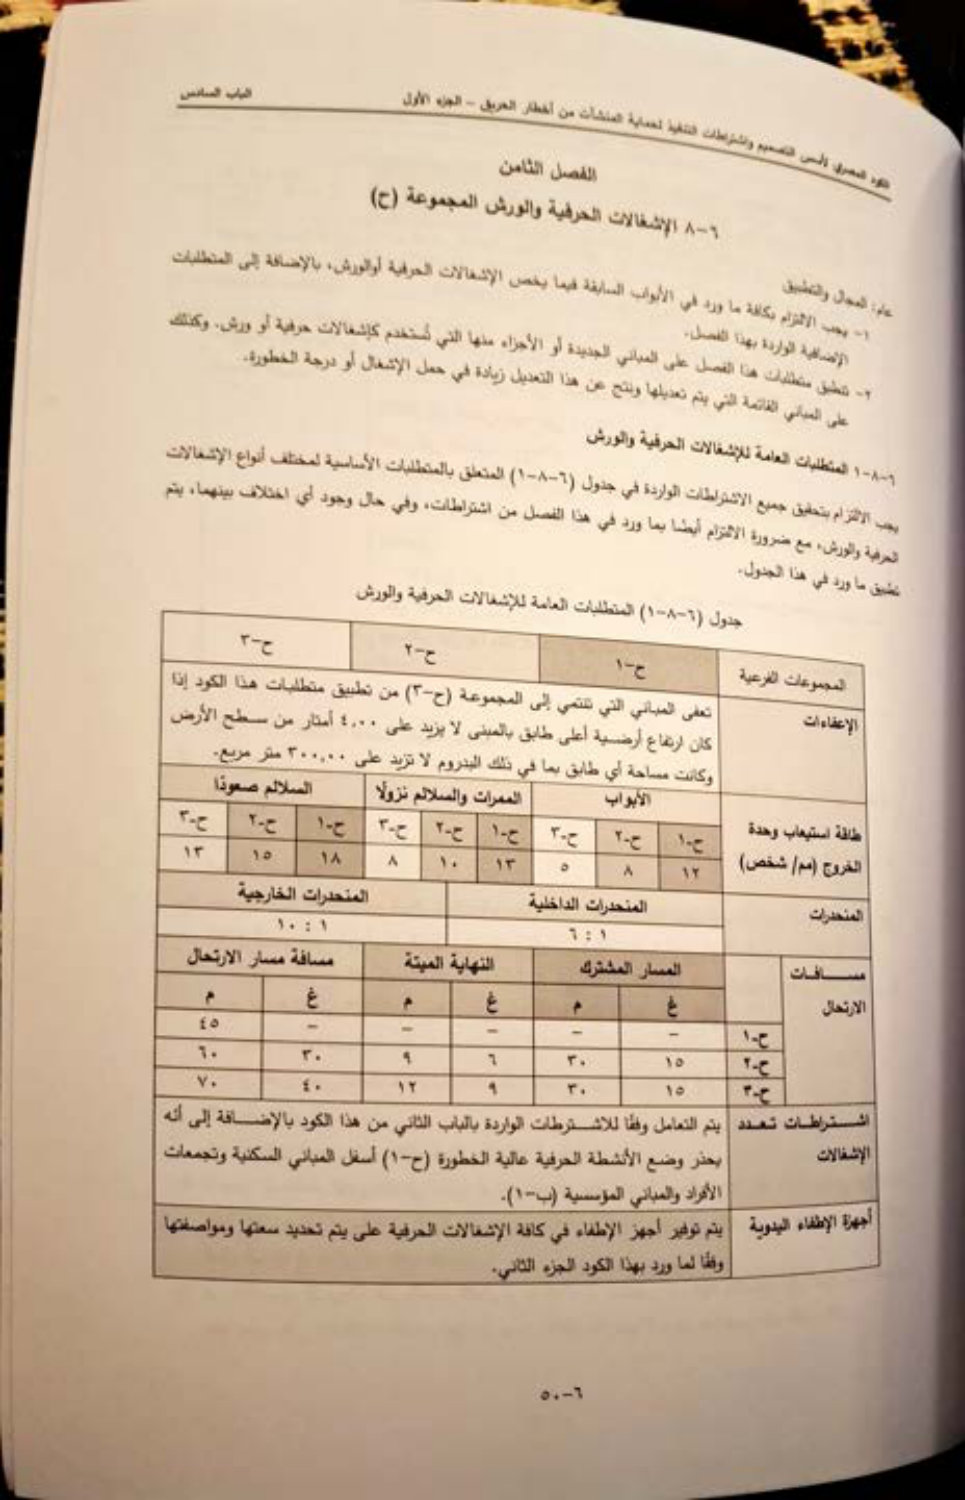 الكود المصري لأسس التصميم واشتراطات التنفيذ لحماية المنشآت من أخطار الحريق – الجزء الأول
الباب السادس
الفصل الثامن
٦-٨ الإشغالات الحرفية والورش المجموعة (ح)
عام: المجال والتطبيق
١- يجب الالتزام بكافة ما ورد في الأبواب السابقة فيما يخص الإشغالات الحرفية أوالورش، بالإضافة إلى المتطلبات
الإضافية الواردة بهذا الفصل.
٢- تنطبق متطلبات هذا الفصل على المباني الجديدة أو الأجزاء منها التي تُستخدم كإشغالات حرفية أو ورش. وكذلك
على المباني القائمة التي يتم تعديلها وينتج عن هذا التعديل زيادة في حمل الإشغال أو درجة الخطورة.
٦-٨-١ المتطلبات العامة للإشغالات الحرفية والورش
يجب الالتزام بتحقيق جميع الاشتراطات الواردة في جدول (٦-٨-١) المتعلق بالمتطلبات الأساسية لمختلف أنواع الإشغالات
الحرفية والورش، مع ضرورة الالتزام أيضا بما ورد في هذا الفصل من اشتراطات، وفي حال وجود أي اختلاف بينهما، يتم
تطبيق ما ورد في هذا الجدول.
جدول (٦-٨-١) المتطلبات العامة للإشغالات الحرفية والورش
المجموعات الفرعية ح-١ ح-٢ ح-٣
الإعفاءات تعفى المباني التي تنتمي إلى المجموعة (ح-٣) من تطبيق متطلبات هذا الكود إذا
كان ارتفاع أرضية أعلى طابق بالمبنى لا يزيد على ٤,٠٠ أمتار من سطح الأرض
وكانت مساحة أي طابق بما في ذلك البدروم لا تزيد على ٣٠٠,٠٠ متر مربع.
الأبواب الممرات والسلالم نزولًا السلالم صعودًا
طاقة استيعاب وحدة ح-١ ح-٢ ح-٣ ح-١ ح-٢ ح-٣ ح-١ ح-٢ ح-٣
الخروج (مم/ شخص) ١٢ ٨ ٥ ١٣ ١٠ ٨ ١٨ ١٥ ١٣
المنحدرات المنحدرات الداخلية المنحدرات الخارجية
١ : ٦ ١ : ١٠
مسافات المسار المشترك النهاية الميتة مسافة مسار الارتحال
الارتحال غ م غ م غ م
ح-١ – – – – – ٤٥
ح-٢ ١٥ ٣٠ ٦ ٩ ٣٠ ٦٠
ح-٣ ١٥ ٣٠ ٩ ١٢ ٤٠ ٧٠
اشتراطات تعدد يتم التعامل وفقًا للاشترطات الواردة بالباب الثاني من هذا الكود بالإضافة إلى أنه
الإشغالات يحذر وضع الأنشطة الحرفية عالية الخطورة (ح-١) أسفل المباني السكنية وتجمعات
الأفراد والمباني المؤسسية (ب-١).
أجهزة الإطفاء اليدوية يتم توفير أجهز الإطفاء في كافة الإشغالات الحرفية على يتم تحديد سعتها ومواصفتها
وفقًا لما ورد بهذا الكود الجزء الثاني.
٦-٥٠